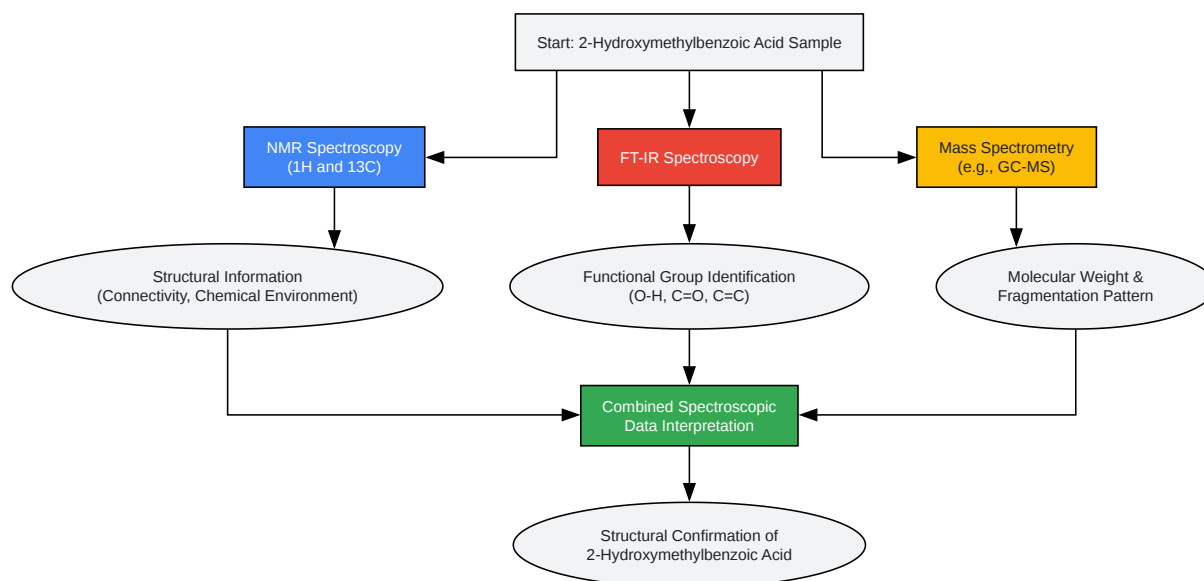 Start: 2-Hydroxymethylbenzoic Acid Sample
NMR Spectroscopy
(1H and 13C)
FT-IR Spectroscopy
Mass Spectrometry
(e.g., GC-MS)
Structural Information
(Connectivity, Chemical Environment)
Functional Group Identification
(O-H, C=O, C=C)
Molecular Weight &
Fragmentation Pattern
Combined Spectroscopic
Data Interpretation
Structural Confirmation of
2-Hydroxymethylbenzoic Acid